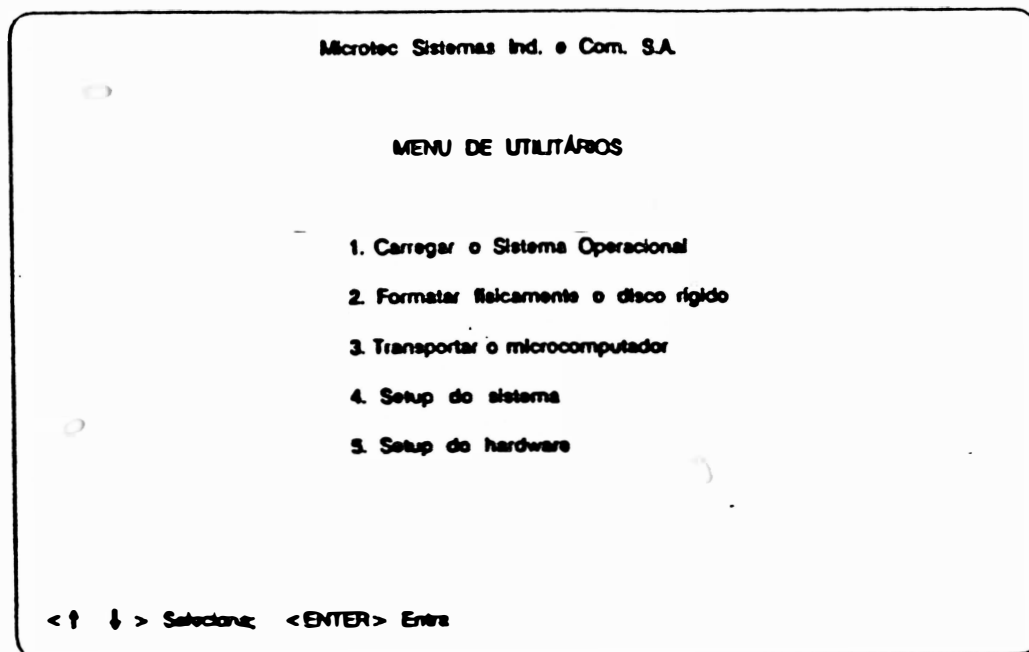 Microtec Sistemas Ind. e Com. S.A.
MENU DE UTILITÁRIOS
1. Carregar o Sistema Operacional
2. Formatar fisicamente o disco rígido
3. Transportar o microcomputador
4. Setup do sistema
5. Setup do hardware
<↑ ↓> Seleciona; <ENTER> Entra